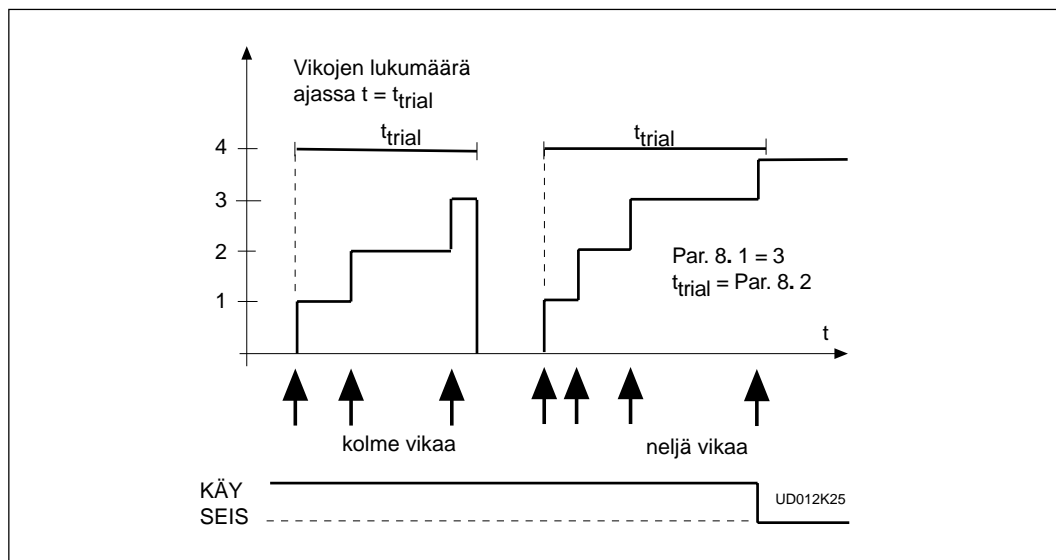 Vikojen lukumäärä
ajassa t = ttrial
ttrial
ttrial
4
3
2
1
Par. 8. 1 = 3
ttrial = Par. 8. 2
t
kolme vikaa
neljä vikaa
KÄY
SEIS
UD012K25